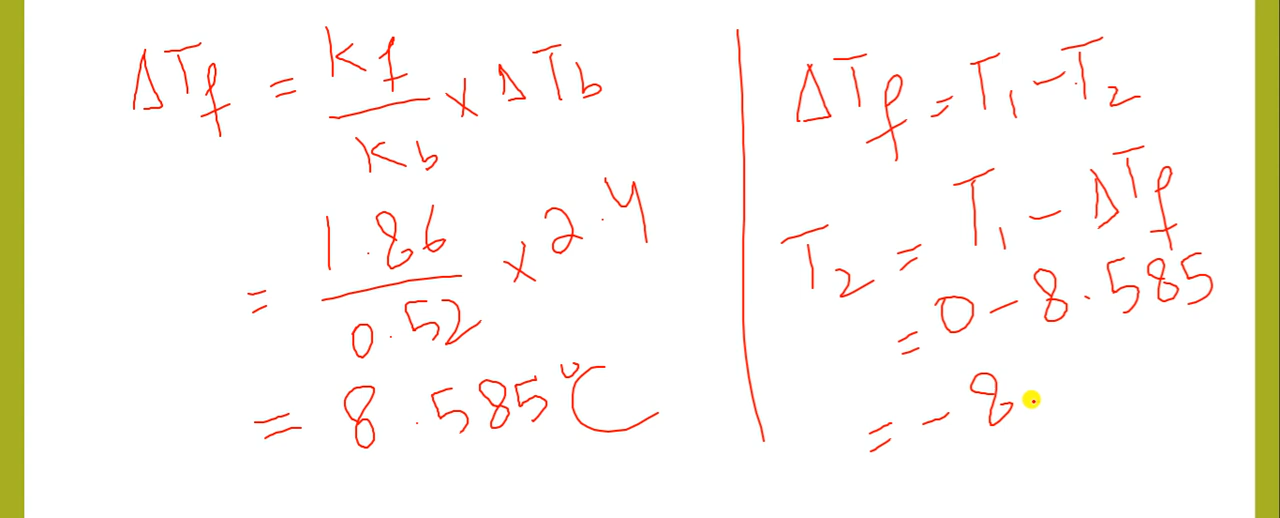 ΔTf = Kf/Kb × ΔTb
= 1.86/0.52 × 2.4
= 8.585°C
ΔTf = T1 - T2
T2 = T1 - ΔTf
= 0 - 8.585
= - 8.